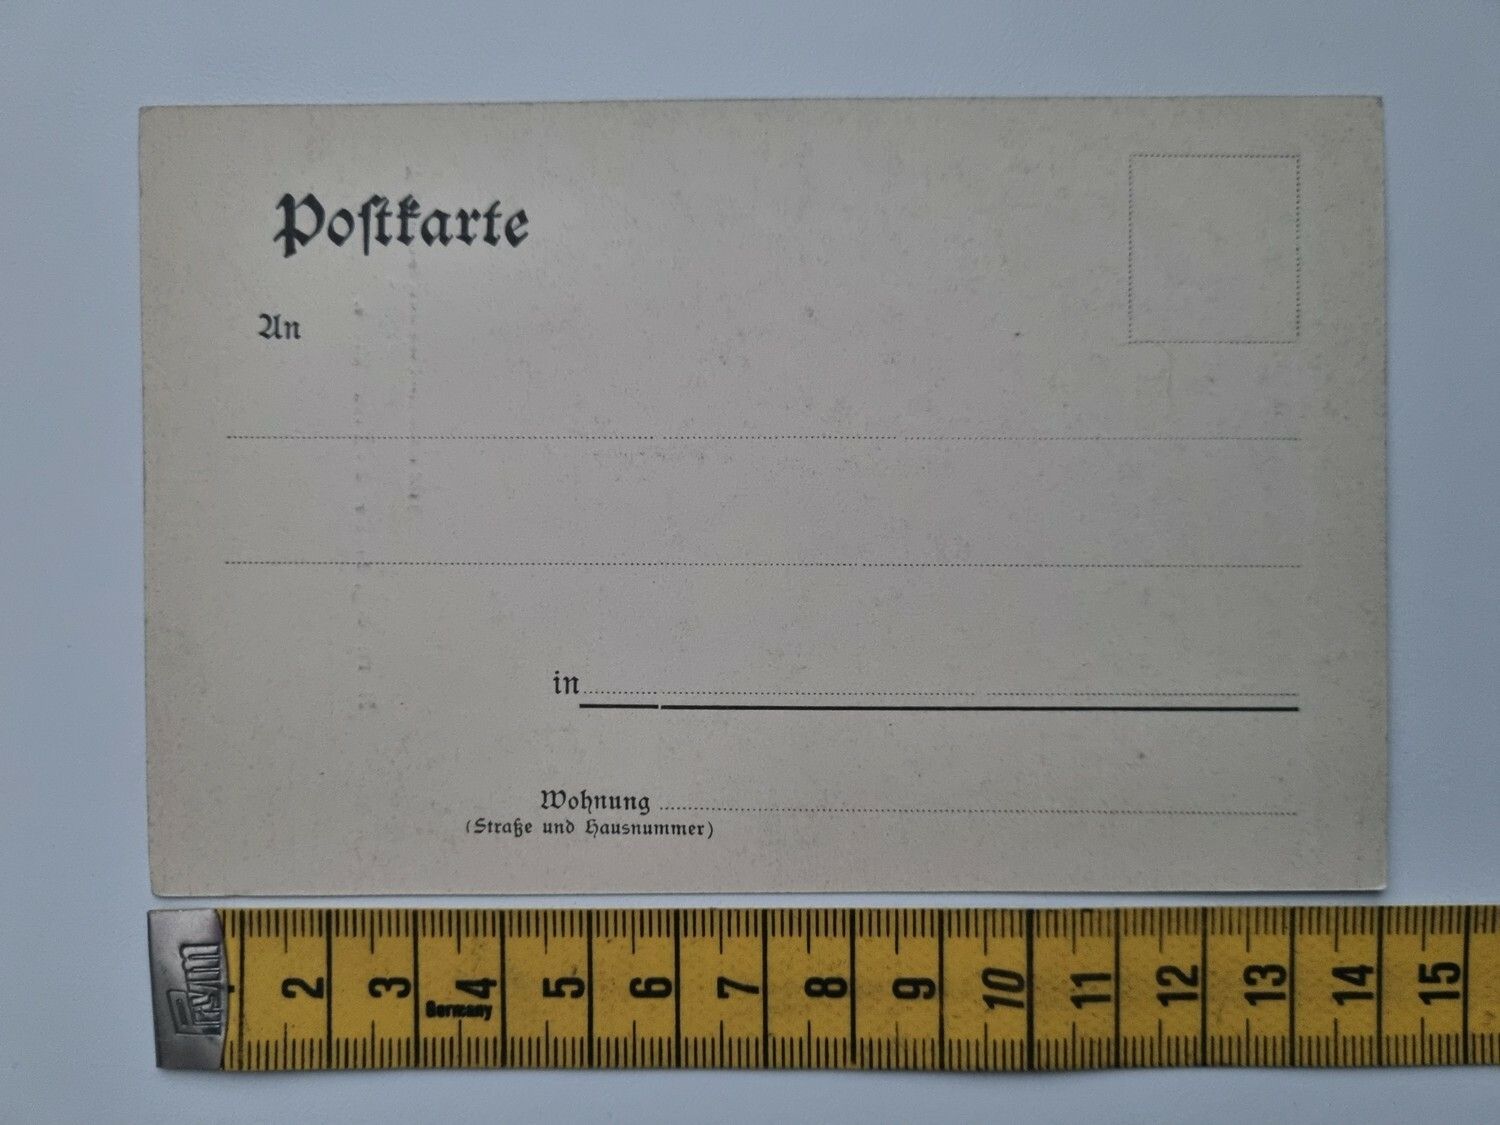 Postkarte
An
in
Wohnung
(Straße und Hausnummer)
Prym 2 3 4 5 6 7 8 9 10 11 12 13 14 15
Germany